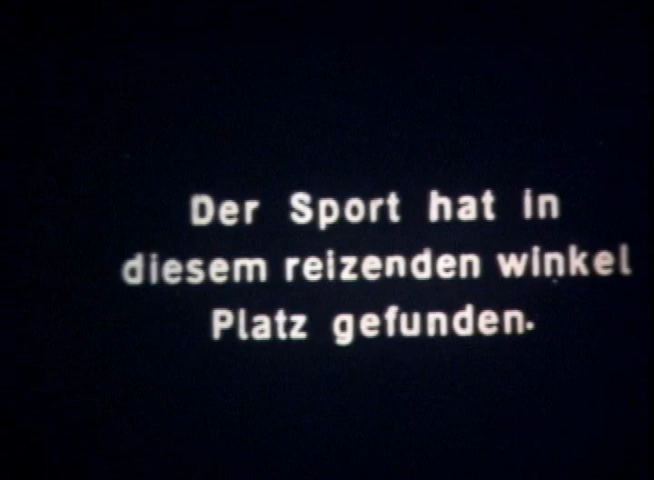 Der Sport hat in
diesem reizenden winkel
Platz gefunden.